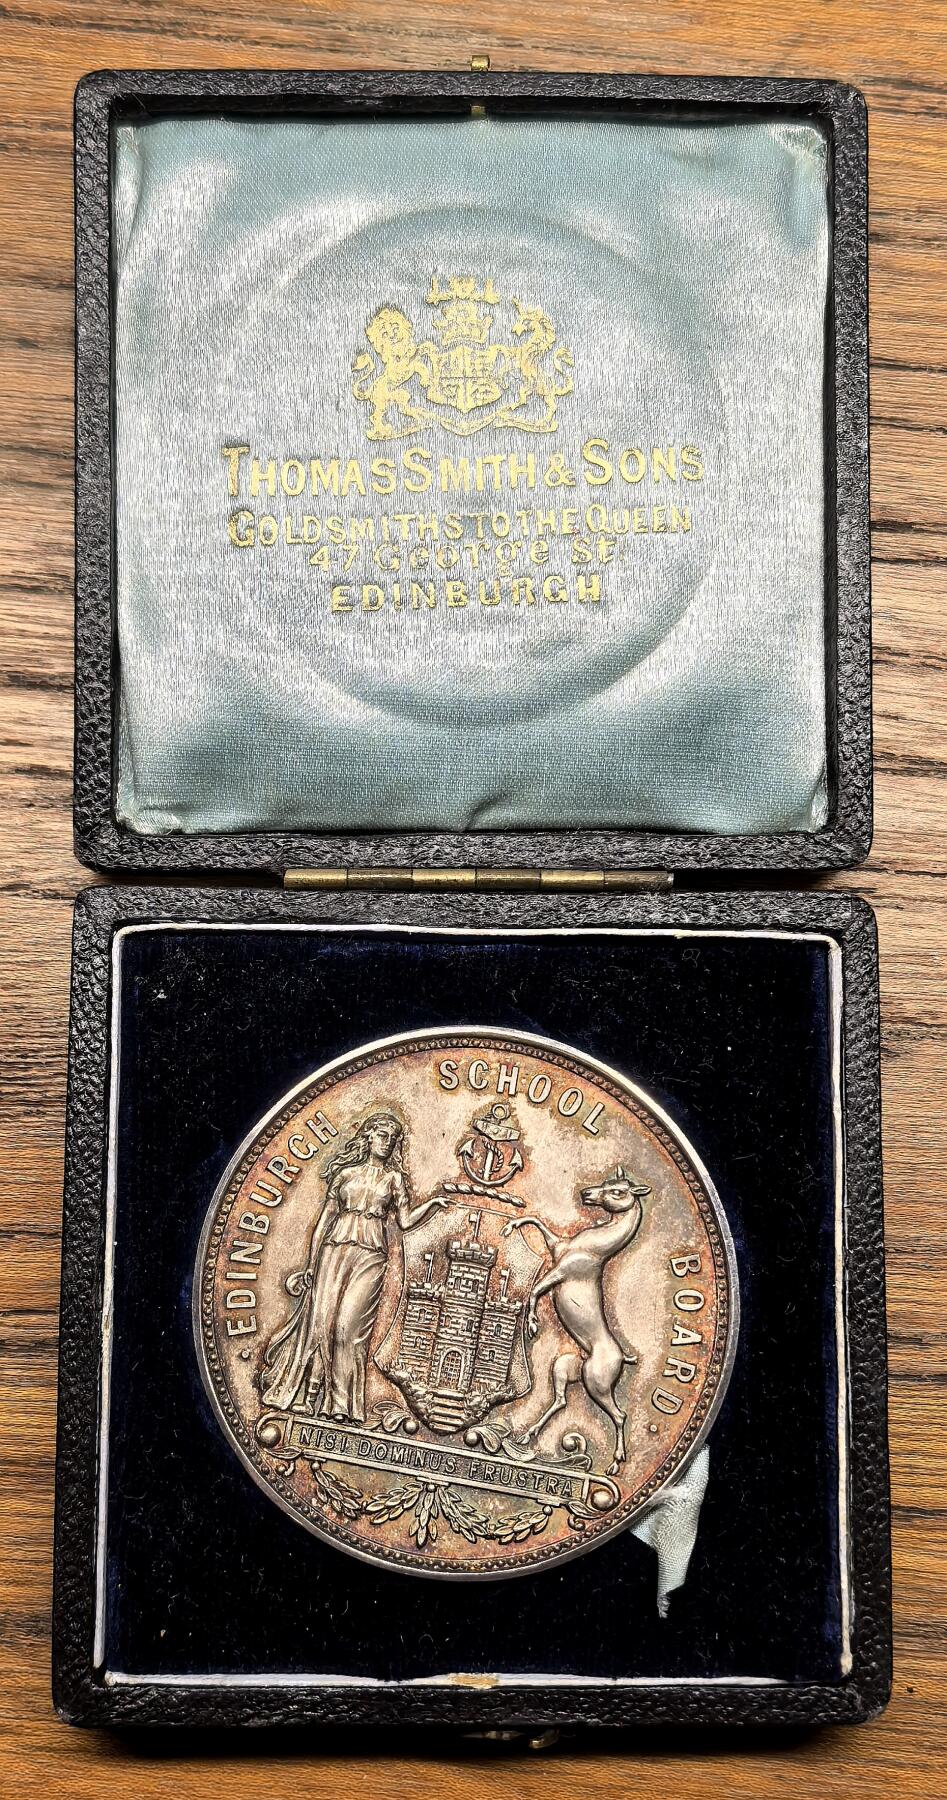 THOMAS SMITH & SONS
GOLDSMITHS TO THE QUEEN
47 George St.
EDINBURGH
· EDINBURGH SCHOOL BOARD ·
NISI DOMINUS FRUSTRA